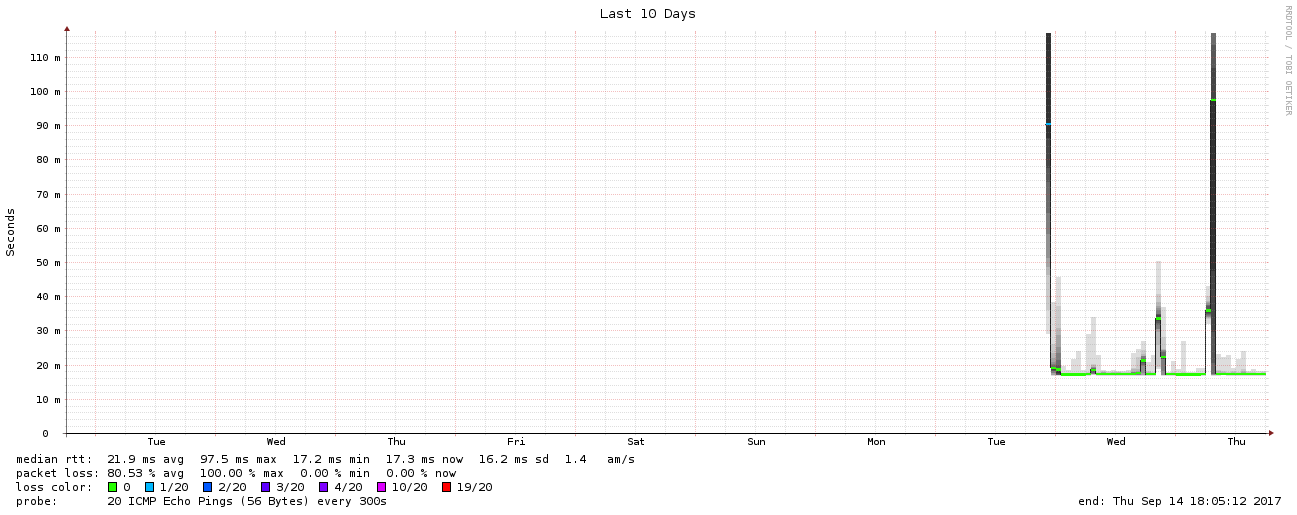 Last 10 Days
RRDTOOL / TOBI OETIKER
Seconds
110 m
100 m
90 m
80 m
70 m
60 m
50 m
40 m
30 m
20 m
10 m
0
Tue Wed Thu Fri Sat Sun Mon Tue Wed Thu
median rtt: 21.9 ms avg 97.5 ms max 17.2 ms min 17.3 ms now 16.2 ms sd 1.4 am/s
packet loss: 80.53 % avg 100.00 % max 0.00 % min 0.00 % now
loss color: 0 1/20 2/20 3/20 4/20 10/20 19/20
probe: 20 ICMP Echo Pings (56 Bytes) every 300s end: Thu Sep 14 18:05:12 2017